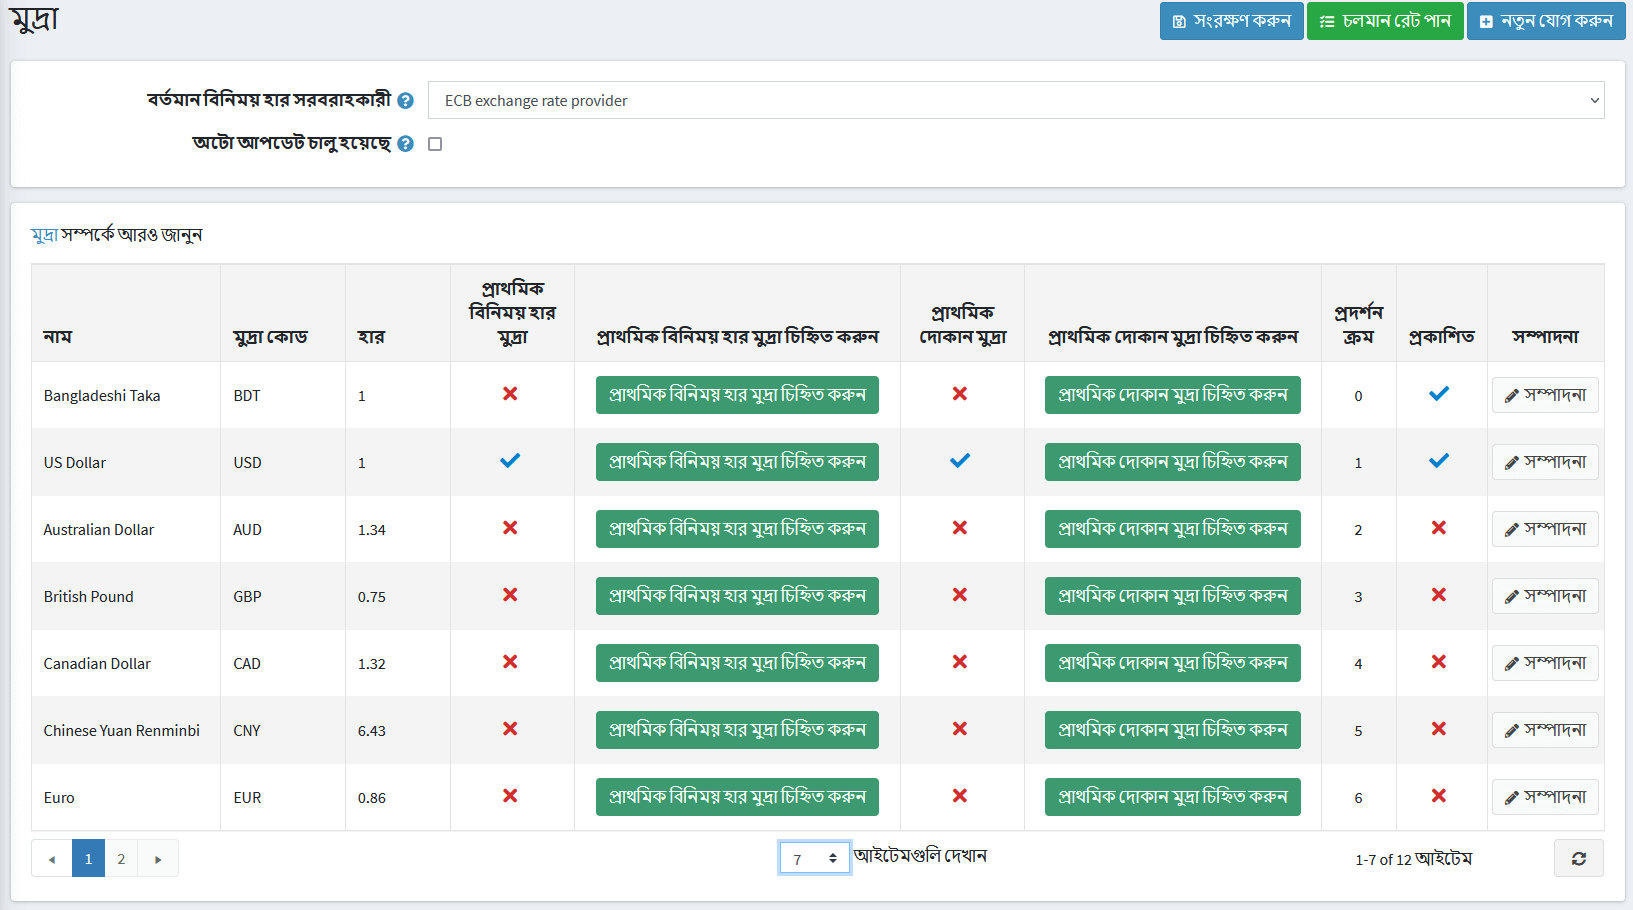 মুদ্রা
সংরক্ষণ করুন
চলমান রেট পান
নতুন যোগ করুন
বর্তমান বিনিময় হার সরবরাহকারী
ECB exchange rate provider
অটো আপডেট চালু হয়েছে
মুদ্রা সম্পর্কে আরও জানুন
নাম
মুদ্রা কোড
হার
প্রাথমিক
বিনিময় হার
মুদ্রা
প্রাথমিক বিনিময় হার মুদ্রা চিহ্নিত করুন
প্রাথমিক
দোকান মুদ্রা
প্রাথমিক দোকান মুদ্রা চিহ্নিত করুন
প্রদর্শন
ক্রম
প্রকাশিত
সম্পাদনা
Bangladeshi Taka BDT 1 প্রাথমিক বিনিময় হার মুদ্রা চিহ্নিত করুন প্রাথমিক দোকান মুদ্রা চিহ্নিত করুন 0 সম্পাদনা
US Dollar USD 1 প্রাথমিক বিনিময় হার মুদ্রা চিহ্নিত করুন প্রাথমিক দোকান মুদ্রা চিহ্নিত করুন 1 সম্পাদনা
Australian Dollar AUD 1.34 প্রাথমিক বিনিময় হার মুদ্রা চিহ্নিত করুন প্রাথমিক দোকান মুদ্রা চিহ্নিত করুন 2 সম্পাদনা
British Pound GBP 0.75 প্রাথমিক বিনিময় হার মুদ্রা চিহ্নিত করুন প্রাথমিক দোকান মুদ্রা চিহ্নিত করুন 3 সম্পাদনা
Canadian Dollar CAD 1.32 প্রাথমিক বিনিময় হার মুদ্রা চিহ্নিত করুন প্রাথমিক দোকান মুদ্রা চিহ্নিত করুন 4 সম্পাদনা
Chinese Yuan Renminbi CNY 6.43 প্রাথমিক বিনিময় হার মুদ্রা চিহ্নিত করুন প্রাথমিক দোকান মুদ্রা চিহ্নিত করুন 5 সম্পাদনা
Euro EUR 0.86 প্রাথমিক বিনিময় হার মুদ্রা চিহ্নিত করুন প্রাথমিক দোকান মুদ্রা চিহ্নিত করুন 6 সম্পাদনা
1 2
7 আইটেমগুলি দেখান
1-7 of 12 আইটেম